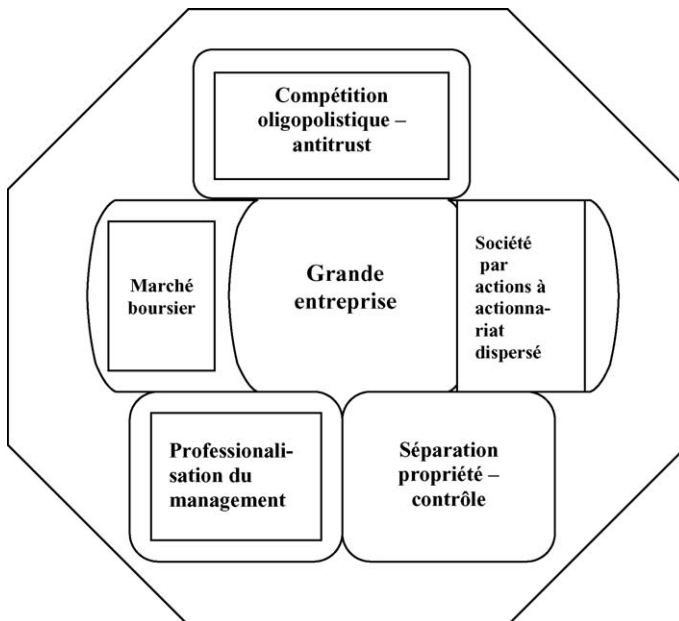 Compétition
oligopolistique –
antitrust
Marché
boursier
Grande
entreprise
Société
par
actions à
actionna-
riat
dispersé
Professionali-
sation du
management
Séparation
propriété –
contrôle